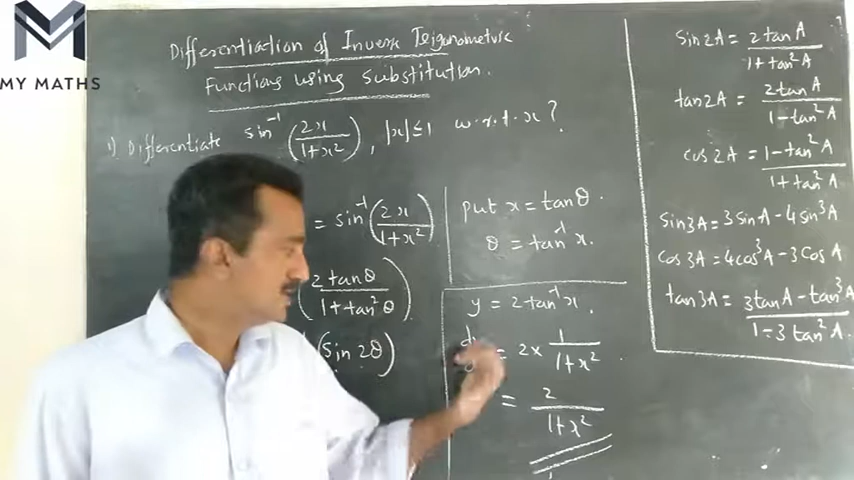 MY MATHS
Differentiation of Inverse Trigonometric
Functions using Substitution.
1) Differentiate sin⁻¹(2x/(1+x²)), |x|≤1 w.r.t. x?
= sin⁻¹(2x/(1+x²))
2tanθ/(1+tan²θ))
(sin 2θ)
put x = tanθ.
θ = tan⁻¹x.
y = 2tan⁻¹x.
= 2× 1/(1+x²).
= 2/(1+x²)
sin2A = 2tanA/(1+tan²A)
tan2A = 2tanA/(1-tan²A)
cos2A = 1-tan²A/(1+tan²A)
sin3A = 3sinA - 4sin³A
cos3A = 4cos³A - 3cosA
tan3A = 3tanA - tan³A/(1-3tan²A.